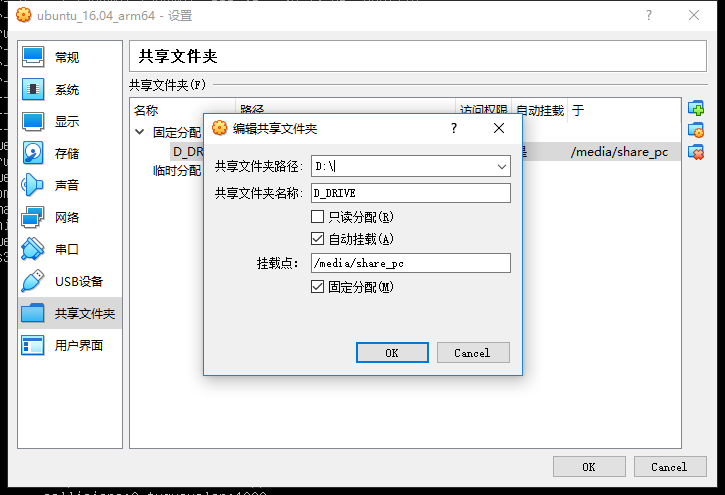 ubuntu_16.04_arm64 - 设置
常规
系统
显示
存储
声音
网络
串口
USB设备
共享文件夹
用户界面
共享文件夹
共享文件夹(F)
名称 路径 访问权限 自动挂载 于
固定分配
D_DR 是 /media/share_pc
临时分配
编辑共享文件夹
共享文件夹路径: D:\
共享文件夹名称: D_DRIVE
只读分配(R)
自动挂载(A)
挂载点: /media/share_pc
固定分配(M)
OK Cancel
OK Cancel